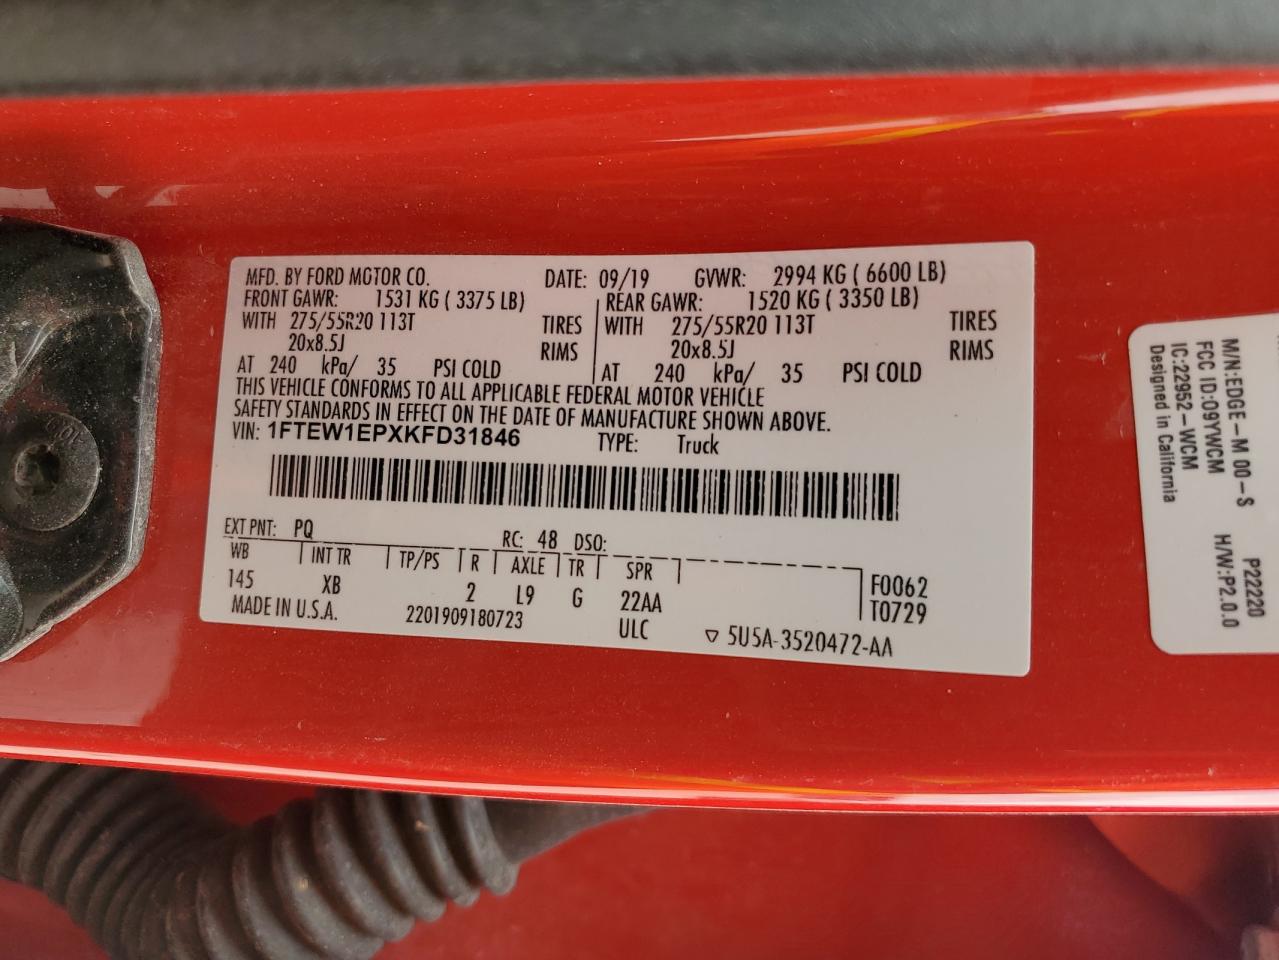 MFD. BY FORD MOTOR CO. DATE: 09/19 GVWR: 2994 KG ( 6600 LB)
FRONT GAWR: 1531 KG ( 3375 LB) REAR GAWR: 1520 KG ( 3350 LB)
WITH 275/55R20 113T TIRES WITH 275/55R20 113T TIRES
20x8.5J RIMS 20x8.5J RIMS
AT 240 kPa/ 35 PSI COLD AT 240 kPa/ 35 PSI COLD
THIS VEHICLE CONFORMS TO ALL APPLICABLE FEDERAL MOTOR VEHICLE
SAFETY STANDARDS IN EFFECT ON THE DATE OF MANUFACTURE SHOWN ABOVE.
VIN: 1FTEW1EPXKFD31846 TYPE: Truck
EXT PNT: PQ RC: 48 DSO:
WB INT TR TP/PS R AXLE TR SPR
145 XB 2 L9 G 22AA F0062
MADE IN U.S.A. 2201909180723 ULC T0729
▽ 5U5A-3520472-AA
M/N:EDGE-M 00-S P22220
FCC ID:09YWCM H/W:P2.0.0
IC:22952-WCM
Designed in California